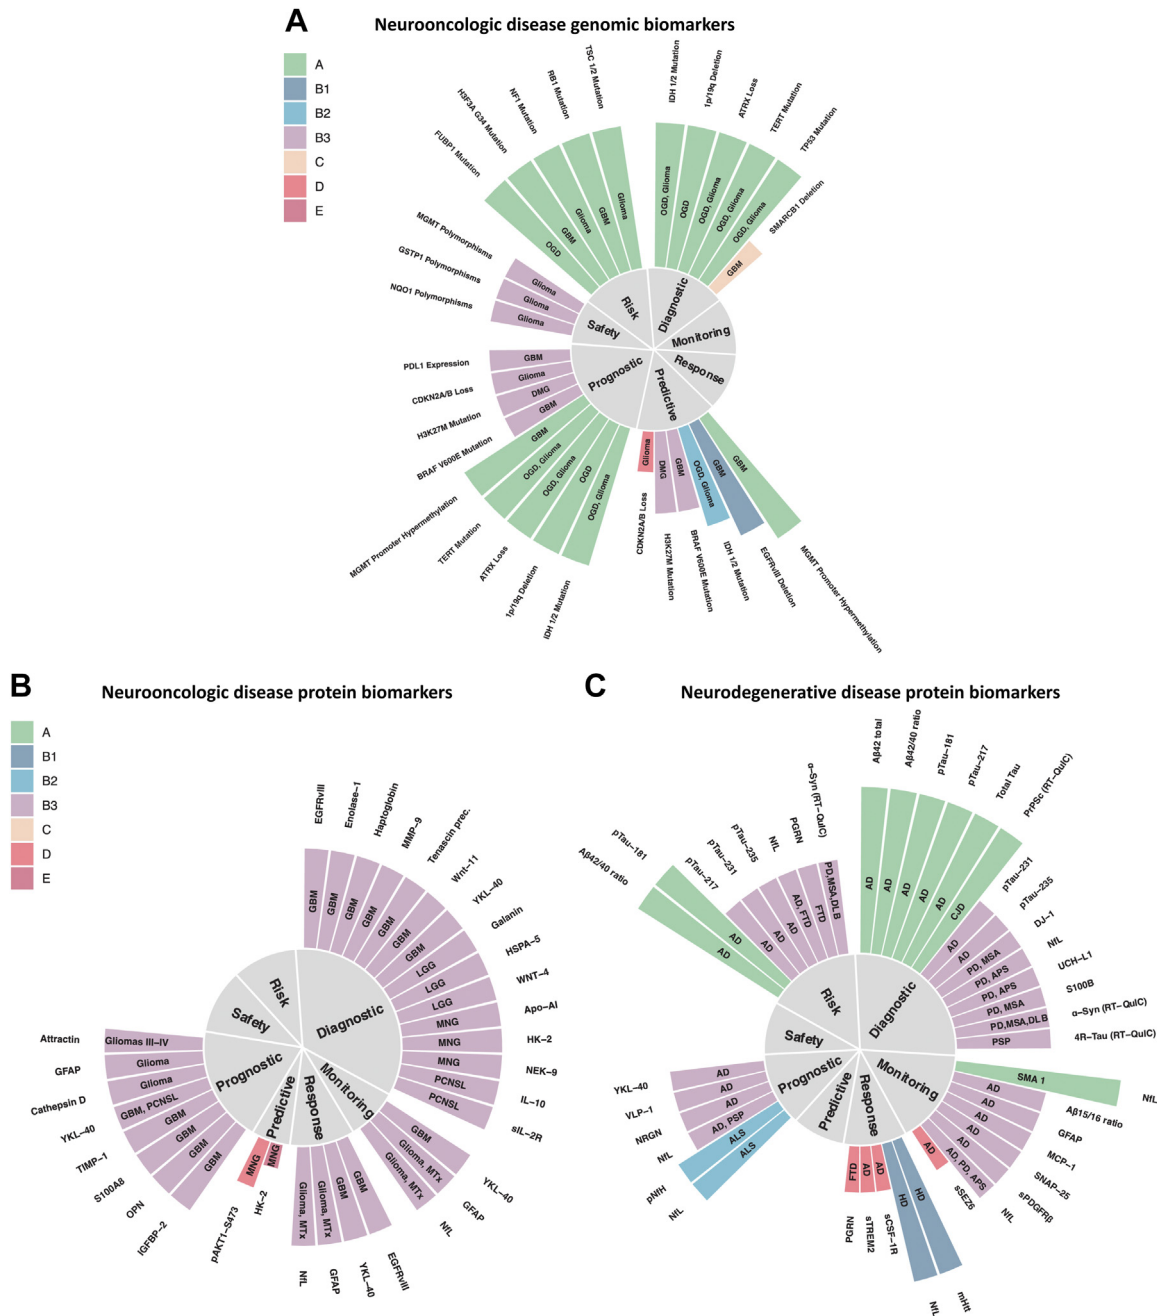 A
Neurooncologic disease genomic biomarkers
A
B1
B2
B3
C
D
E
IDH 1/2 Mutation
1p/19q Deletion
ATRX Loss
TERT Mutation
TP53 Mutation
SMARCB1 Deletion
OGD, Glioma
OGD
OGD, Glioma
OGD, Glioma
OGD, Glioma
GBM
Diagnostic
Monitoring
Response
Predictive
Prognostic
Safety
Risk
MGMT Promoter Hypermethylation
EGFRvIII Deletion
IDH 1/2 Mutation
BRAF V600E Mutation
H3K27M Mutation
CDKN2A/B Loss
GBM
GBM
OGD, Glioma
GBM
DMG
Glioma
IDH 1/2 Mutation
1p/19q Deletion
ATRX Loss
TERT Mutation
MGMT Promoter Hypermethylation
BRAF V600E Mutation
H3K27M Mutation
CDKN2A/B Loss
PDL1 Expression
OGD, Glioma
OGD
OGD, Glioma
OGD, Glioma
GBM
GBM
DMG
Glioma
GBM
NQO1 Polymorphisms
GSTP1 Polymorphisms
MGMT Polymorphisms
Glioma
Glioma
Glioma
FUBP1 Mutation
H3F3A G34 Mutation
NF1 Mutation
RB1 Mutation
TSC 1/2 Mutation
OGD
GBM
Glioma
GBM
Glioma
B
Neurooncologic disease protein biomarkers
A
B1
B2
B3
C
D
E
EGFRvIII
Enolase-1
Haptoglobin
MMP-9
Tenascin prec.
Wnt-11
YKL-40
Galanin
HSPA-5
WNT-4
Apo-AI
HK-2
NEK-9
IL-10
sIL-2R
GBM
GBM
GBM
GBM
GBM
GBM
GBM
LGG
LGG
LGG
MNG
MNG
MNG
PCNSL
PCNSL
Diagnostic
Monitoring
Response
Predictive
Prognostic
Safety
Risk
YKL-40
GFAP
NfL
GBM
Glioma, MTx
Glioma, MTx
EGFRvIII
YKL-40
GFAP
NfL
GBM
GBM
Glioma, MTx
Glioma, MTx
HK-2
pAKT1-S473
MNG
MNG
IGFBP-2
OPN
S100A8
TIMP-1
YKL-40
Cathepsin D
GFAP
Attractin
GBM
GBM
GBM
GBM
GBM, PCNSL
Glioma
Glioma
Gliomas III-IV
C
Neurodegenerative disease protein biomarkers
Aβ42 total
Aβ42/40 ratio
pTau-181
pTau-217
Total Tau
PrPSc (RT-QuIC)
pTau-231
pTau-235
DJ-1
NfL
UCH-L1
S100B
α-Syn (RT-QuIC)
4R-Tau (RT-QuIC)
AD
AD
AD
AD
AD
CJD
AD
AD
PD, MSA
PD, APS
PD, APS
PD, MSA
PD,MSA,DLB
PSP
Diagnostic
Monitoring
Response
Predictive
Prognostic
Safety
Risk
NfL
Aβ15/16 ratio
GFAP
MCP-1
SNAP-25
sPDGFRβ
NfL
sSEZ6
SMA 1
AD
AD
AD
AD
AD
AD, PD, APS
AD
mHtt
NfL
sCSF-1R
sTREM2
PGRN
HD
HD
AD
AD
FTD
NfL
pNfH
NfL
NRGN
VLP-1
YKL-40
ALS
ALS
AD, PSP
AD
AD
AD
Aβ42/40 ratio
pTau-181
pTau-217
pTau-231
pTau-235
NfL
PGRN
α-Syn (RT-QuIC)
AD
AD
AD
AD
AD
AD, FTD
FTD
PD,MSA,DLB